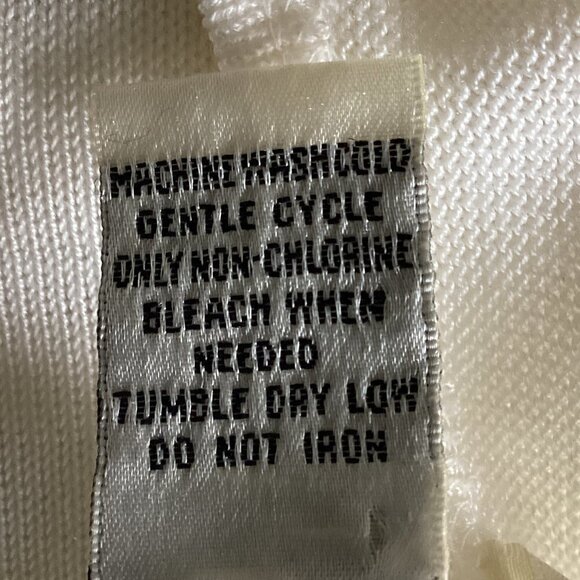 MACHINE WASH COLD
GENTLE CYCLE
ONLY NON-CHLORINE
BLEACH WHEN
NEEDED
TUMBLE DRY LOW
DO NOT IRON